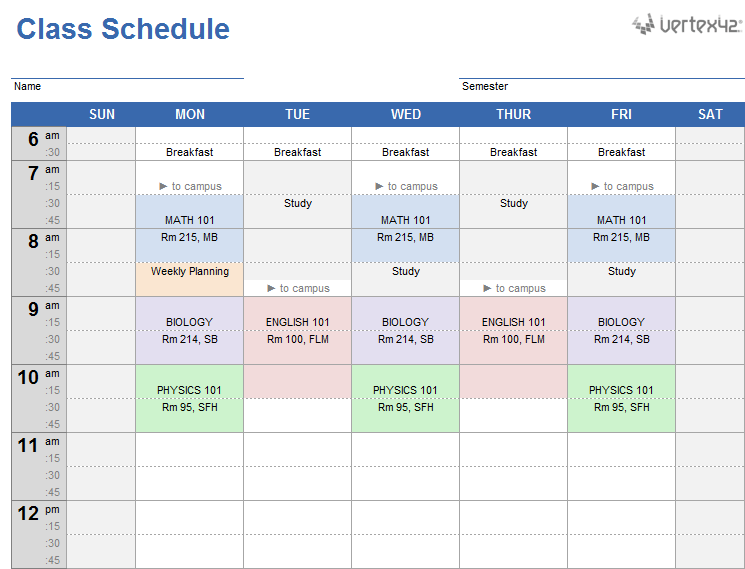 Class Schedule
vertex42
Name
Semester
SUN MON TUE WED THUR FRI SAT
6 am
:30 Breakfast Breakfast Breakfast Breakfast Breakfast
7 am
:15 ► to campus ► to campus ► to campus
:30 Study Study
:45 MATH 101 MATH 101 MATH 101
8 am Rm 215, MB Rm 215, MB Rm 215, MB
:15
:30 Weekly Planning Study Study
:45 ► to campus ► to campus
9 am
:15 BIOLOGY ENGLISH 101 BIOLOGY ENGLISH 101 BIOLOGY
:30 Rm 214, SB Rm 100, FLM Rm 214, SB Rm 100, FLM Rm 214, SB
:45
10 am
:15 PHYSICS 101 PHYSICS 101 PHYSICS 101
:30 Rm 95, SFH Rm 95, SFH Rm 95, SFH
:45
11 am
:15
:30
:45
12 pm
:15
:30
:45